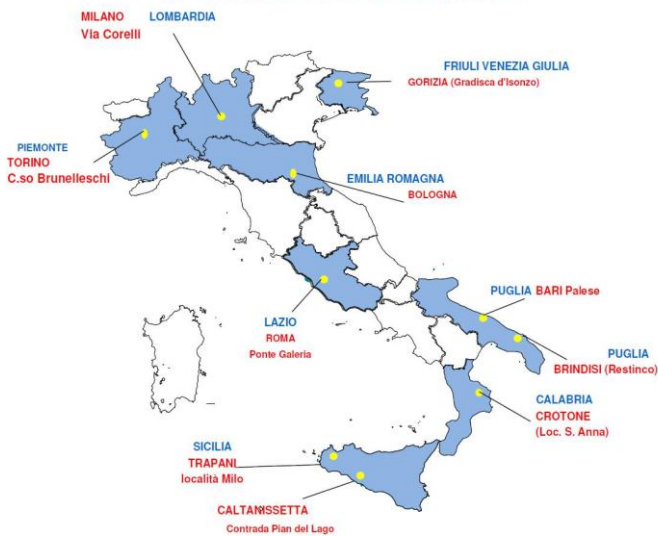 MILANO LOMBARDIA
Via Corelli
FRIULI VENEZIA GIULIA
GORIZIA (Gradisca d'Isonzo)
PIEMONTE
TORINO
C.so Brunelleschi
EMILIA ROMAGNA
BOLOGNA
PUGLIA BARI Palese
LAZIO
ROMA
Ponte Galeria
PUGLIA
BRINDISI (Restinco)
CALABRIA
CROTONE
(Loc. S. Anna)
SICILIA
TRAPANI
località Milo
CALTANISSETTA
Contrada Pian del Lago